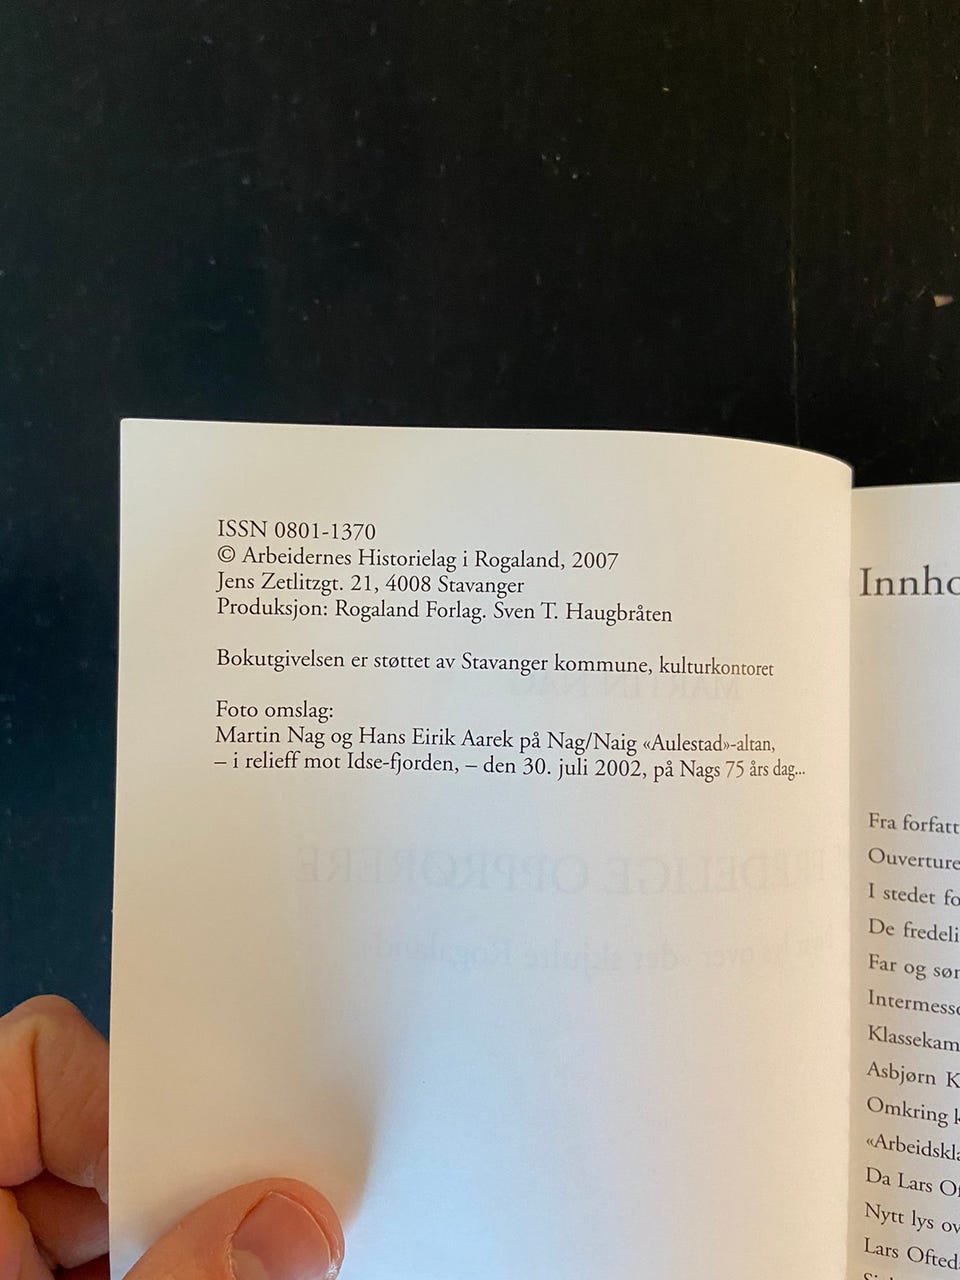 ISSN 0801-1370
© Arbeidernes Historielag i Rogaland, 2007
Jens Zetlitzgt. 21, 4008 Stavanger
Produksjon: Rogaland Forlag. Sven T. Haugbråten
Bokutgivelsen er støttet av Stavanger kommune, kulturkontoret
Foto omslag:
Martin Nag og Hans Eirik Aarek på Nag/Naig «Aulestad»-altan,
– i relieff mot Idse-fjorden, – den 30. juli 2002, på Nags 75 års dag...
Innho
Fra forfatt
Ouverture
I stedet fo
De fredeli
Far og søn
Intermesso
Klassekam
Asbjørn K
Omkring k
«Arbeidskla
Da Lars Of
Nytt lys ov
Lars Ofteda